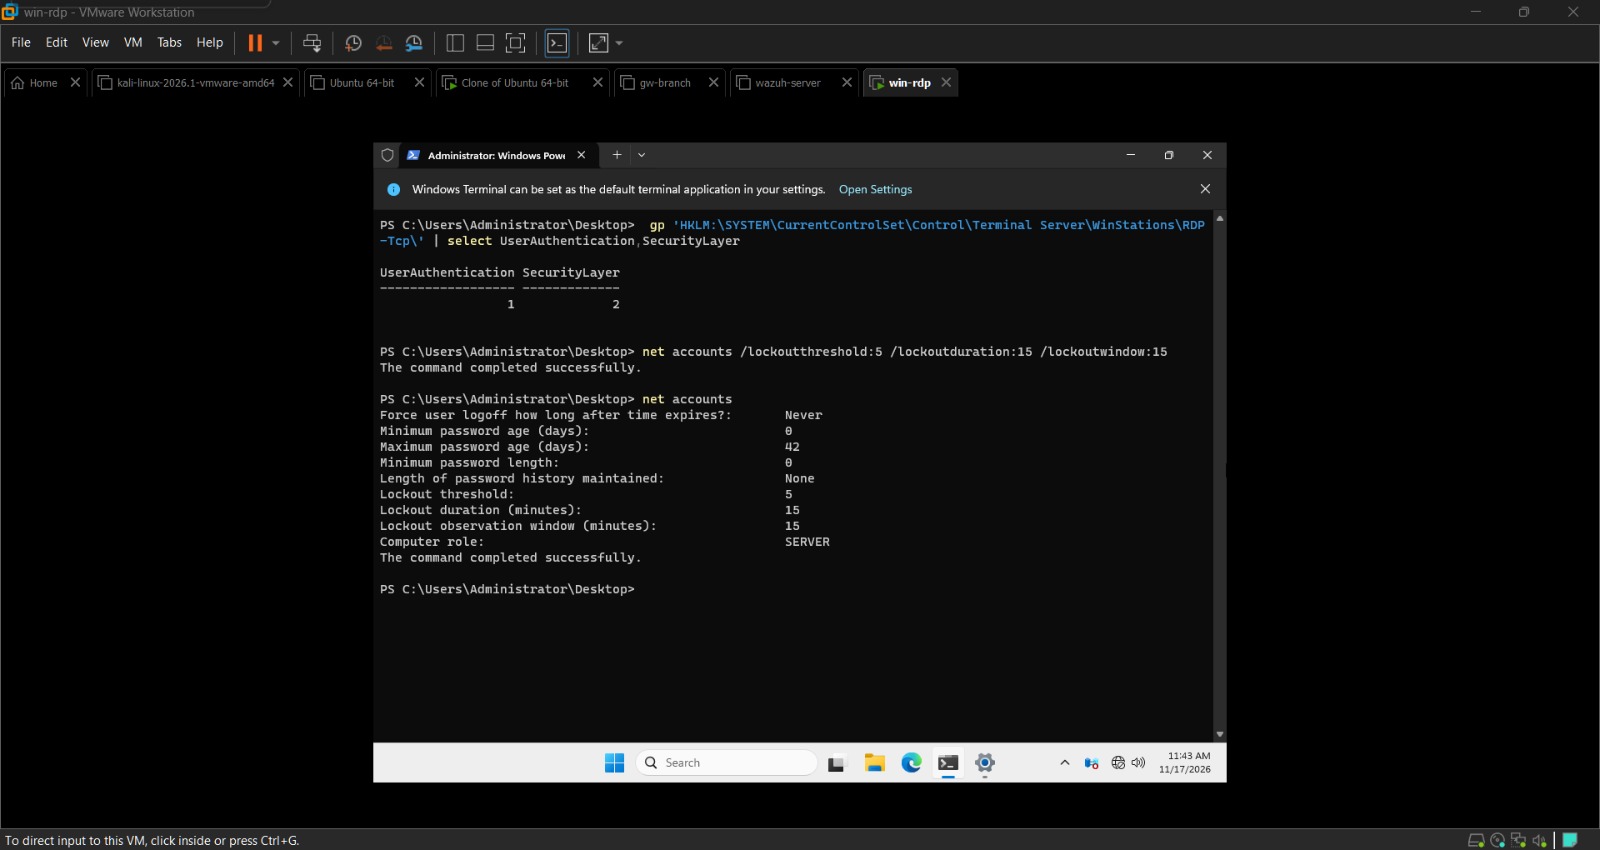 win-rdp - VMware Workstation
File Edit View VM Tabs Help
Home kali-linux-2026.1-vmware-amd64 Ubuntu 64-bit Clone of Ubuntu 64-bit gw-branch wazuh-server win-rdp
Administrator: Windows Powe
Windows Terminal can be set as the default terminal application in your settings. Open Settings
PS C:\Users\Administrator\Desktop>  gp 'HKLM:\SYSTEM\CurrentControlSet\Control\Terminal Server\WinStations\RDP
-Tcp\' | select UserAuthentication,SecurityLayer
UserAuthentication SecurityLayer
------------------ -------------
1 2
PS C:\Users\Administrator\Desktop> net accounts /lockoutthreshold:5 /lockoutduration:15 /lockoutwindow:15
The command completed successfully.
PS C:\Users\Administrator\Desktop> net accounts
Force user logoff how long after time expires?: Never
Minimum password age (days): 0
Maximum password age (days): 42
Minimum password length: 0
Length of password history maintained: None
Lockout threshold: 5
Lockout duration (minutes): 15
Lockout observation window (minutes): 15
Computer role: SERVER
The command completed successfully.
PS C:\Users\Administrator\Desktop>
Search
11:43 AM
11/17/2026
To direct input to this VM, click inside or press Ctrl+G.